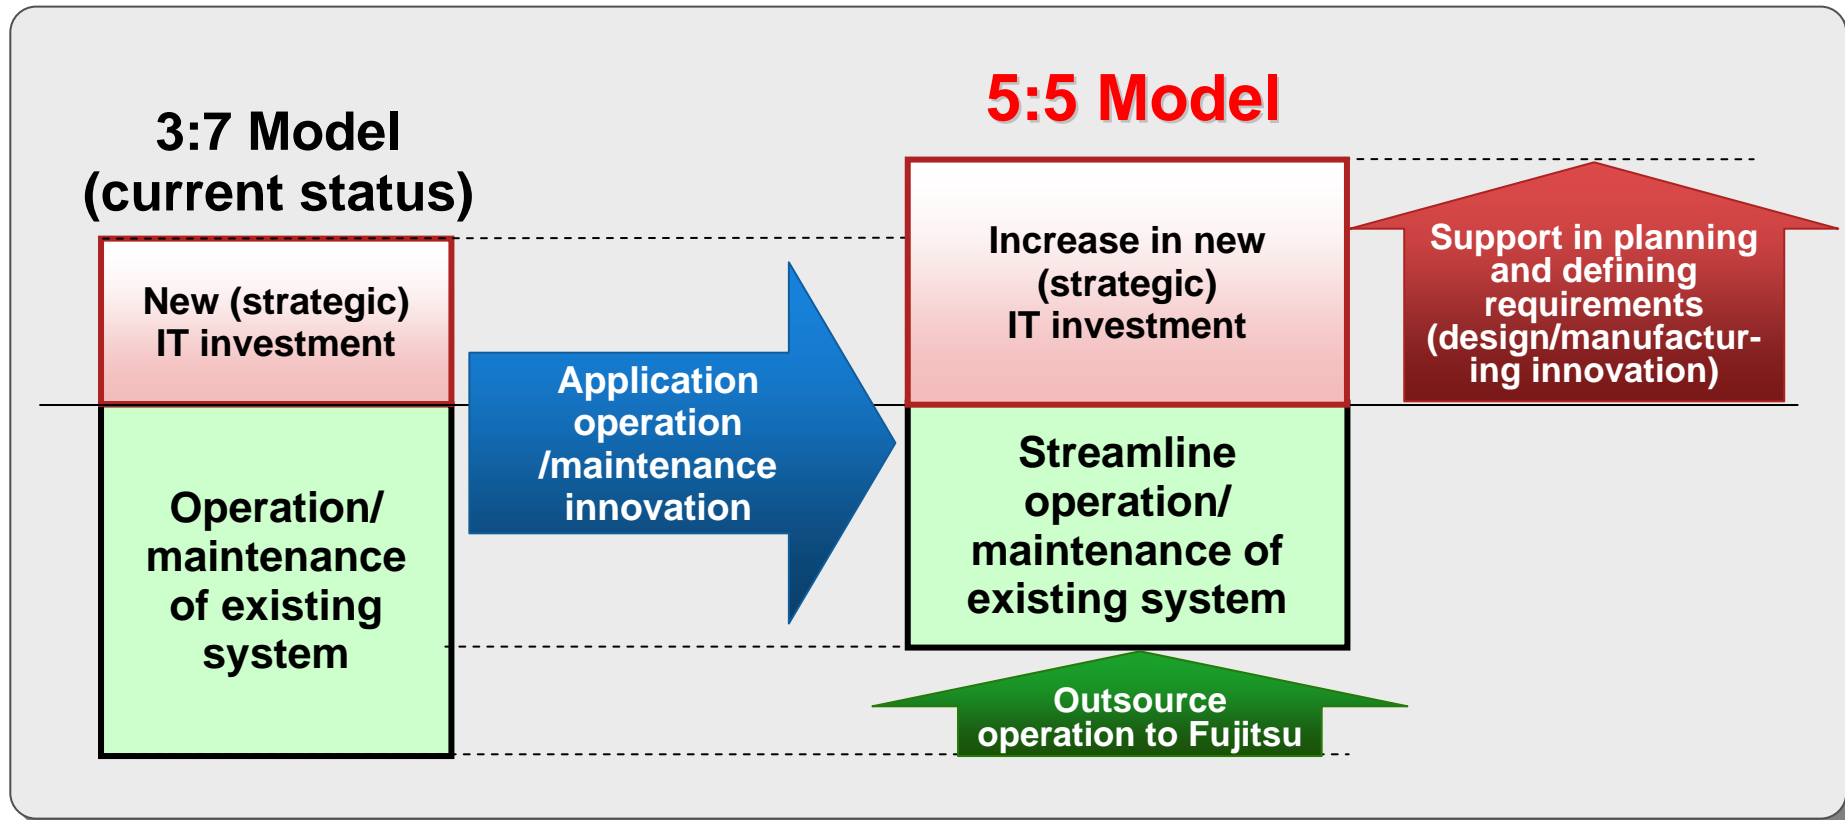 3:7 Model
(current status)
New (strategic)
IT investment
Operation/
maintenance
of existing
system
Application
operation
/maintenance
innovation
5:5 Model
Increase in new
(strategic)
IT investment
Streamline
operation/
maintenance of
existing system
Outsource
operation to Fujitsu
Support in planning
and defining
requirements
(design/manufactur-
ing innovation)